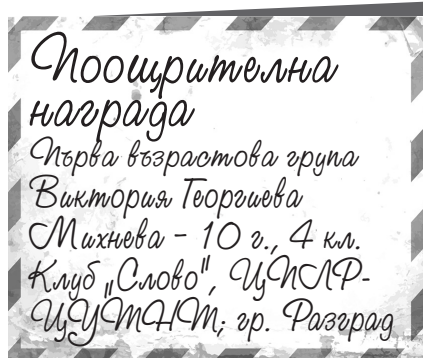 Поощрителна
награда
Първа възрастова група
Виктория Георгиева
Михнева - 10 г., 4 кл.
Клуб „Слово", ЦПЛР-
ЦУТНТ; гр. Разград